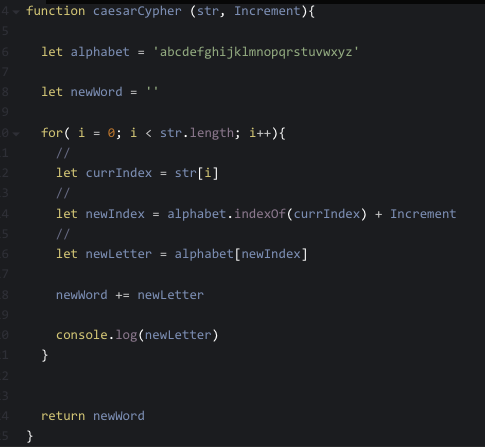 4 function caesarCypher (str, Increment){
5
6 let alphabet = 'abcdefghijklmnopqrstuvwxyz'
7
8 let newWord = ''
9
0 for( i = 0; i < str.length; i++){
1 //
2 let currIndex = str[i]
3 //
4 let newIndex = alphabet.indexOf(currIndex) + Increment
5 //
6 let newLetter = alphabet[newIndex]
7
8 newWord += newLetter
9
0 console.log(newLetter)
1 }
2
3
4 return newWord
5 }